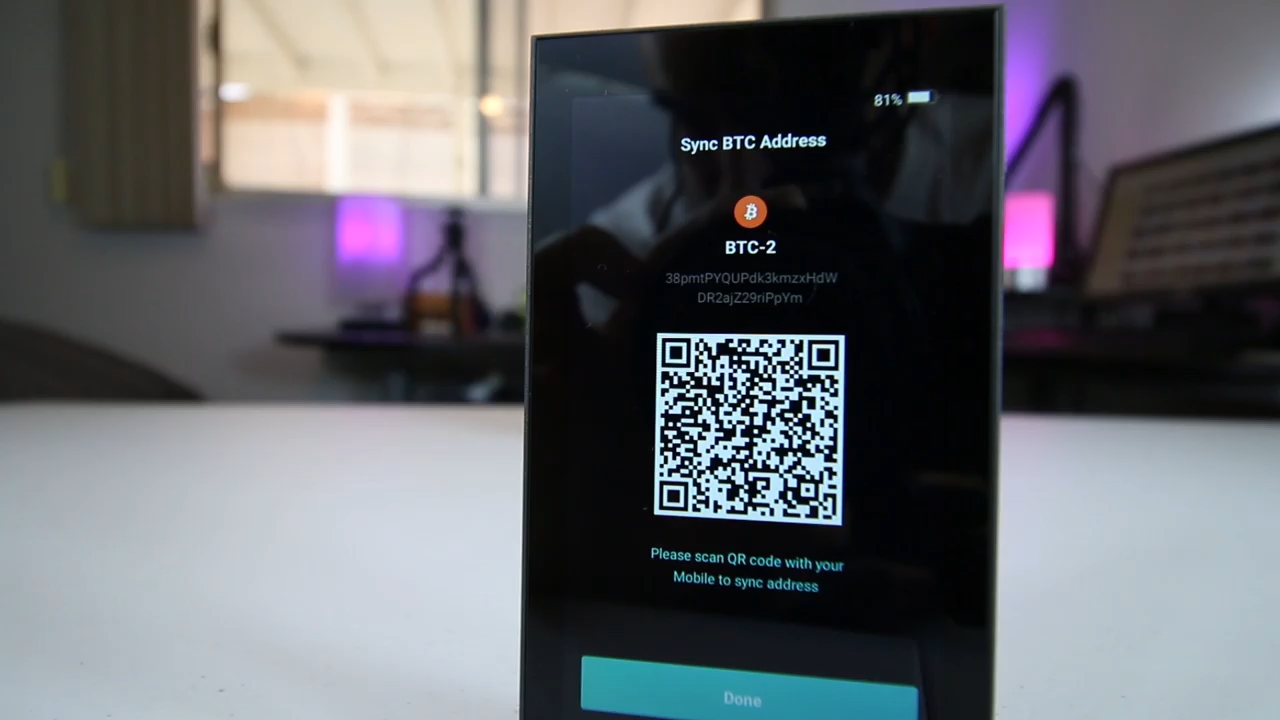 81%
Sync BTC Address
BTC-2
38pmtPYQUPdk3kmzxHdW
DR2ajZ29riPpYm
Please scan QR code with your
Mobile to sync address
Done